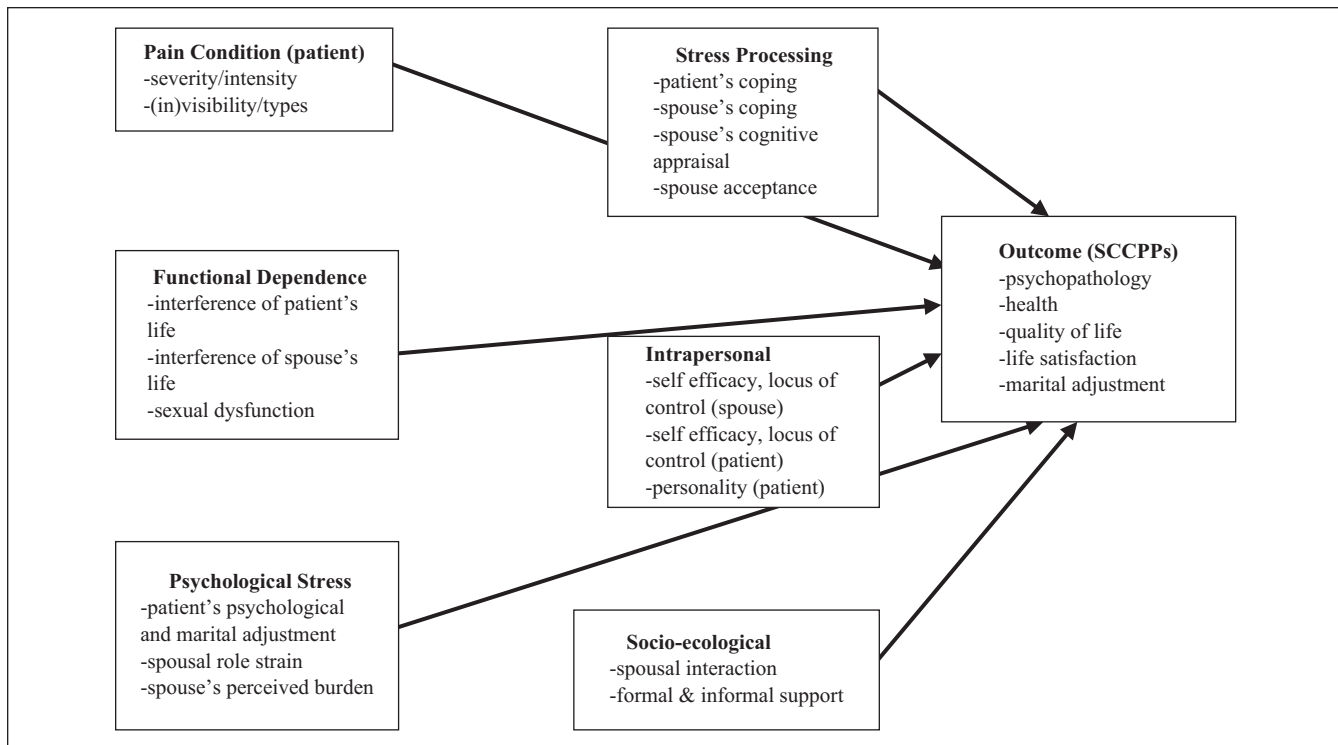 Pain Condition (patient)
-severity/intensity
-(in)visibility/types
Stress Processing
-patient’s coping
-spouse’s coping
-spouse’s cognitive
appraisal
-spouse acceptance
Functional Dependence
-interference of patient’s
life
-interference of spouse’s
life
-sexual dysfunction
Outcome (SCCPPs)
-psychopathology
-health
-quality of life
-life satisfaction
-marital adjustment
Intrapersonal
-self efficacy, locus of
control (spouse)
-self efficacy, locus of
control (patient)
-personality (patient)
Psychological Stress
-patient’s psychological
and marital adjustment
-spousal role strain
-spouse’s perceived burden
Socio-ecological
-spousal interaction
-formal & informal support